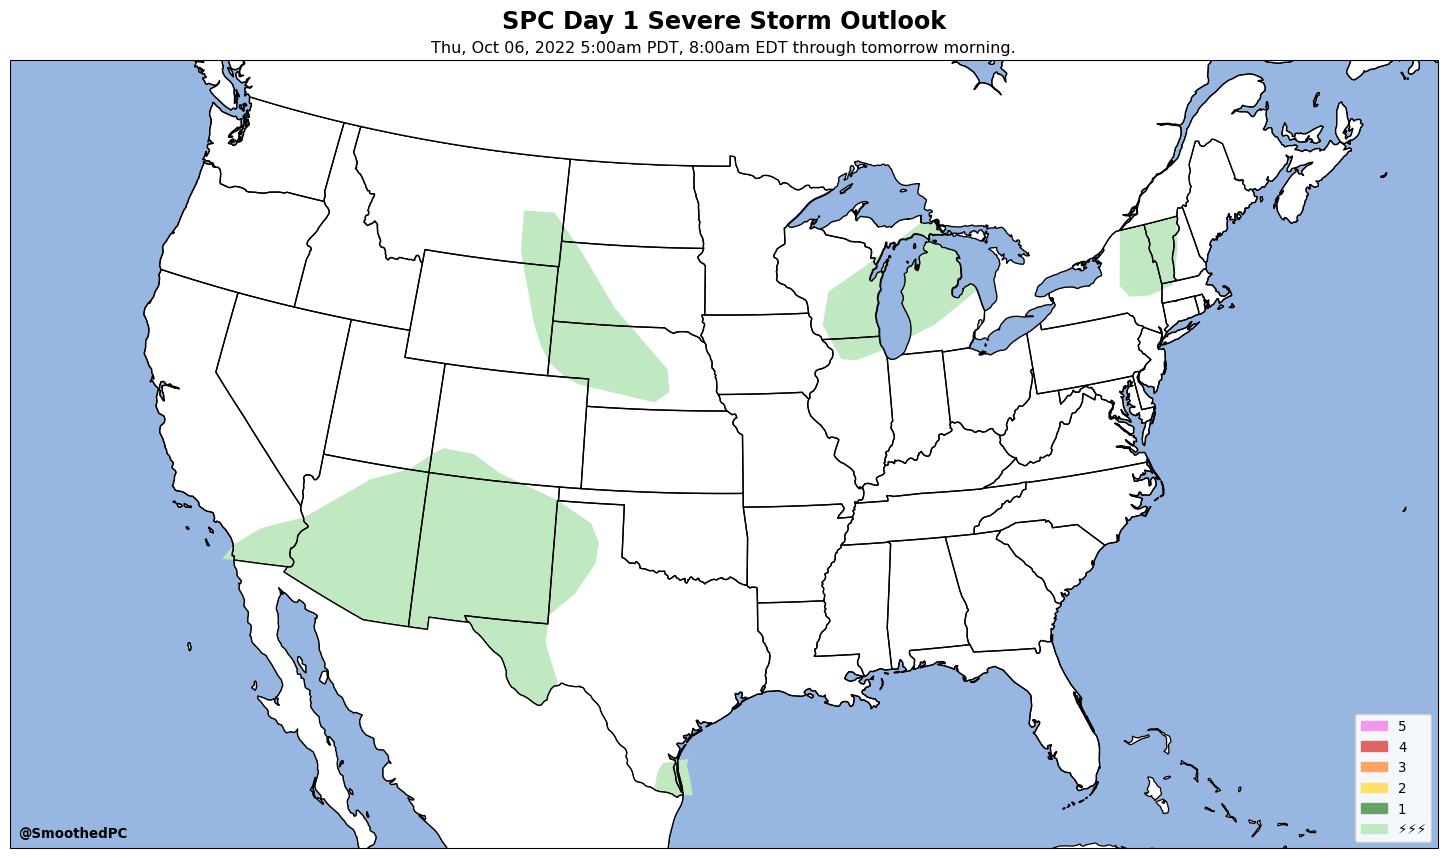 SPC Day 1 Severe Storm Outlook
Thu, Oct 06, 2022 5:00am PDT, 8:00am EDT through tomorrow morning.
5
4
3
2
1
⚡⚡⚡
@SmoothedPC